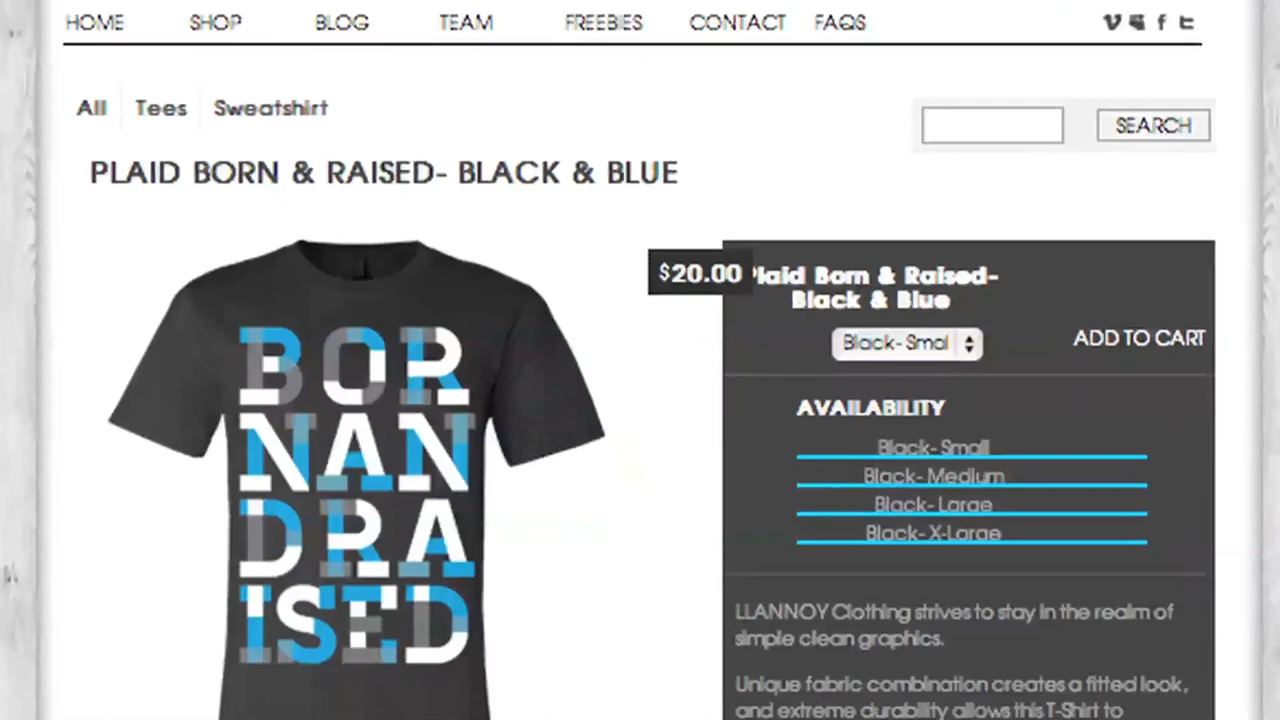 HOME SHOP BLOG TEAM FREEBIES CONTACT FAQS
All Tees Sweatshirt
SEARCH
PLAID BORN & RAISED- BLACK & BLUE
BOR
NAN
DRA
ISED
$20.00
Plaid Born & Raised-
Black & Blue
Black- Smal
ADD TO CART
AVAILABILITY
Black- Small
Black- Medium
Black- Large
Black- X-Large
LLANNOY Clothing strives to stay in the realm of
simple clean graphics.
Unique fabric combination creates a fitted look,
and extreme durability allows this T-Shirt to